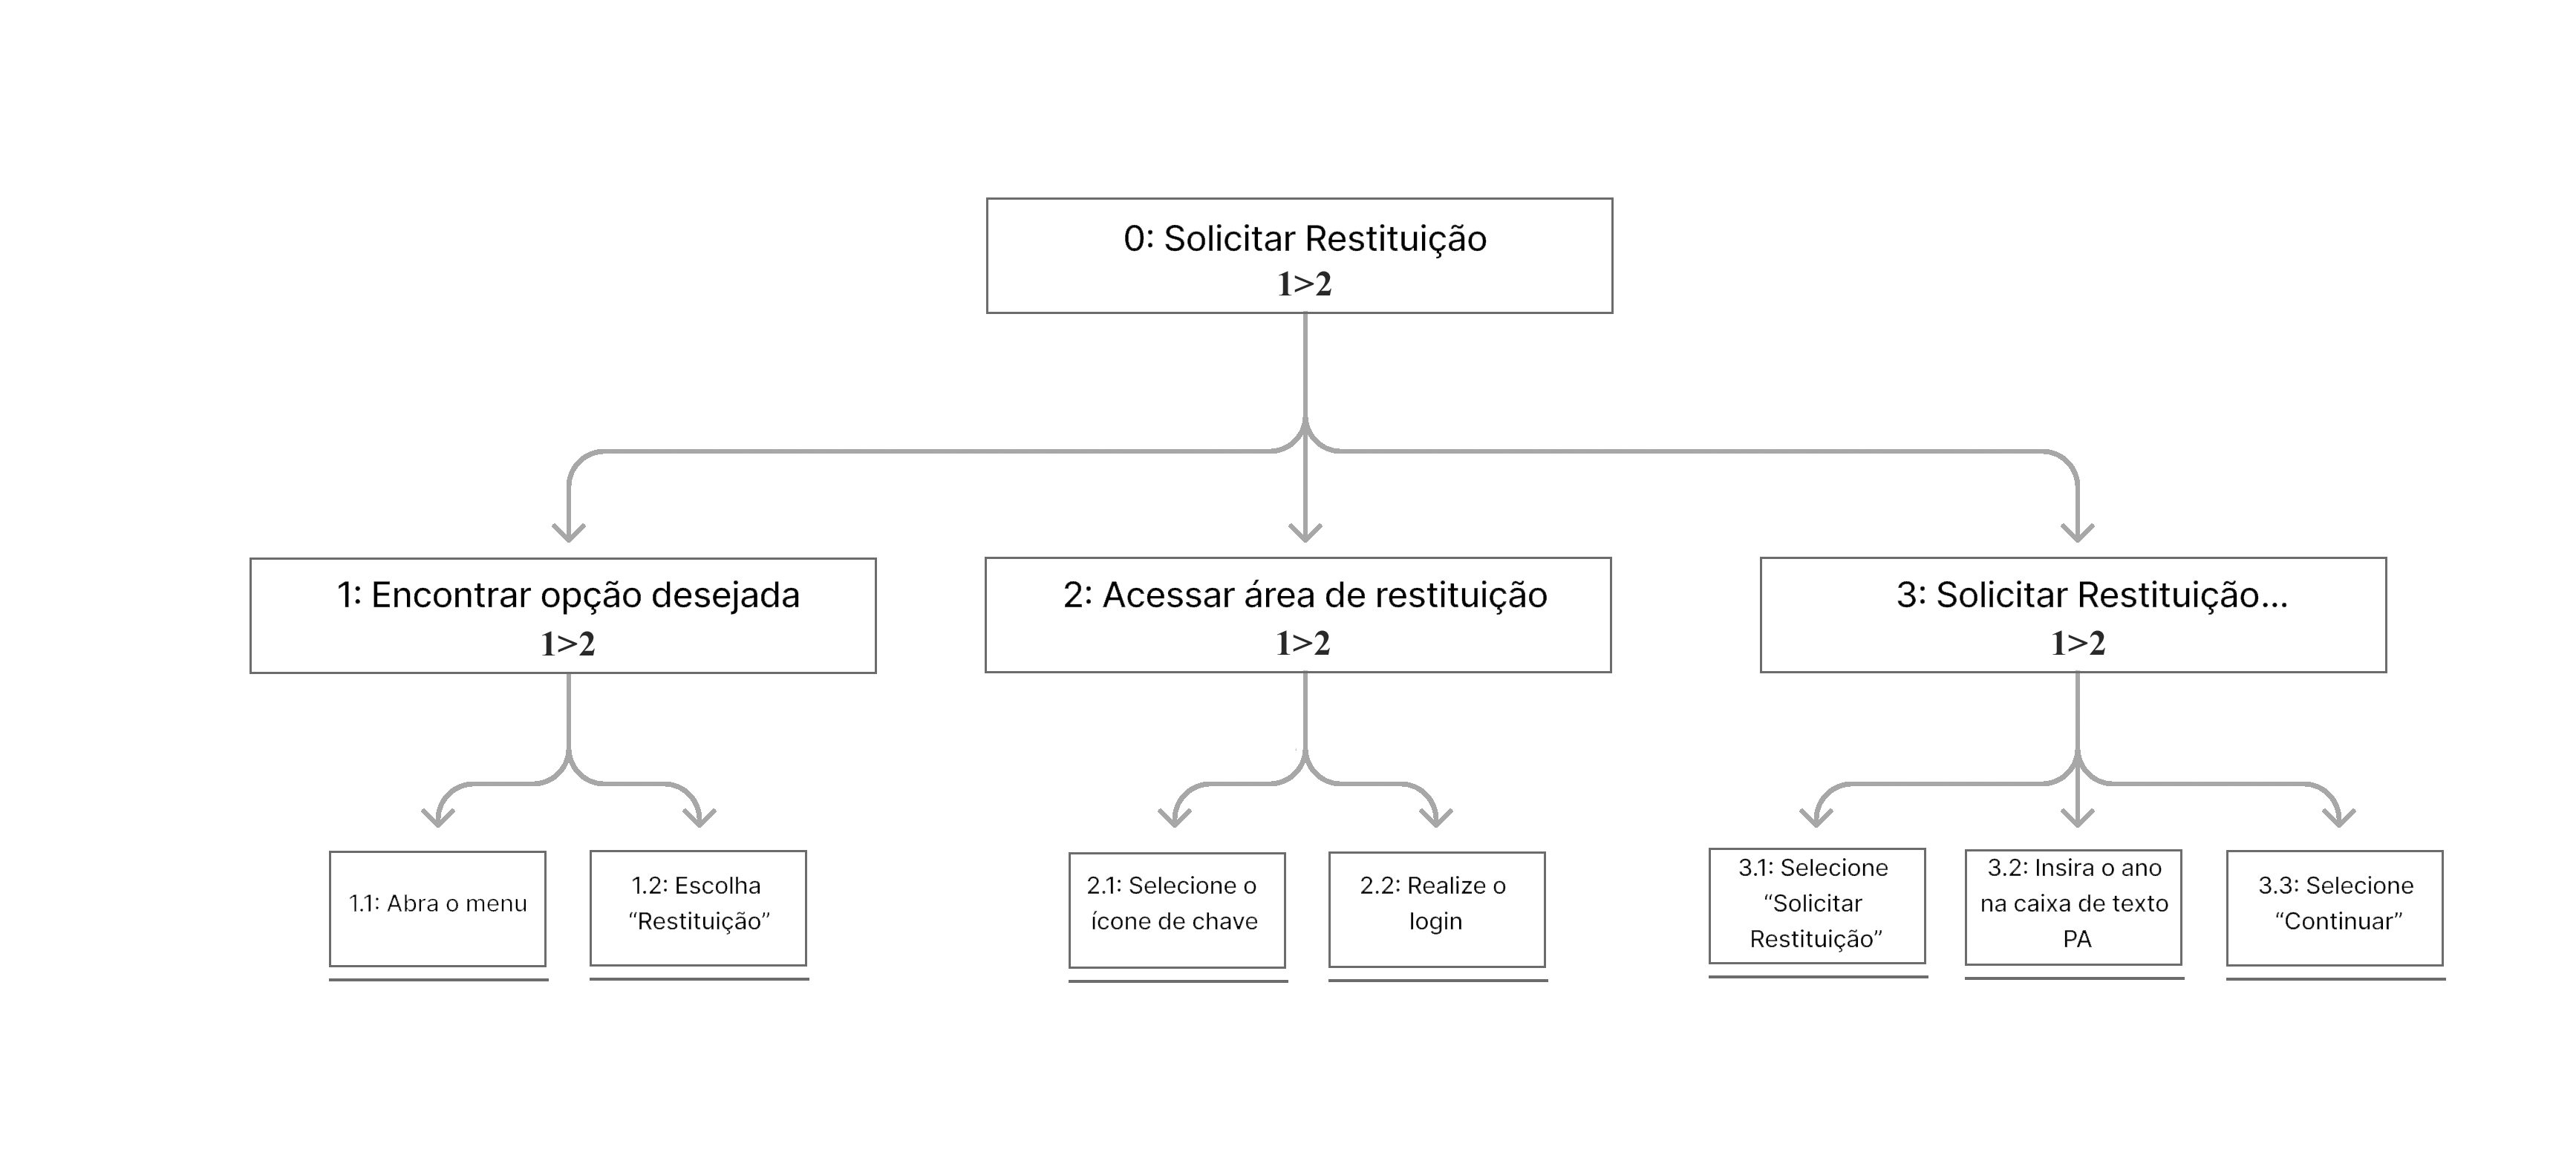 0: Solicitar Restituição
1>2
1: Encontrar opção desejada
1>2
2: Acessar área de restituição
1>2
3: Solicitar Restituição...
1>2
1.1: Abra o menu
1.2: Escolha
“Restituição”
2.1: Selecione o
ícone de chave
2.2: Realize o
login
3.1: Selecione
“Solicitar
Restituição”
3.2: Insira o ano
na caixa de texto
PA
3.3: Selecione
“Continuar”